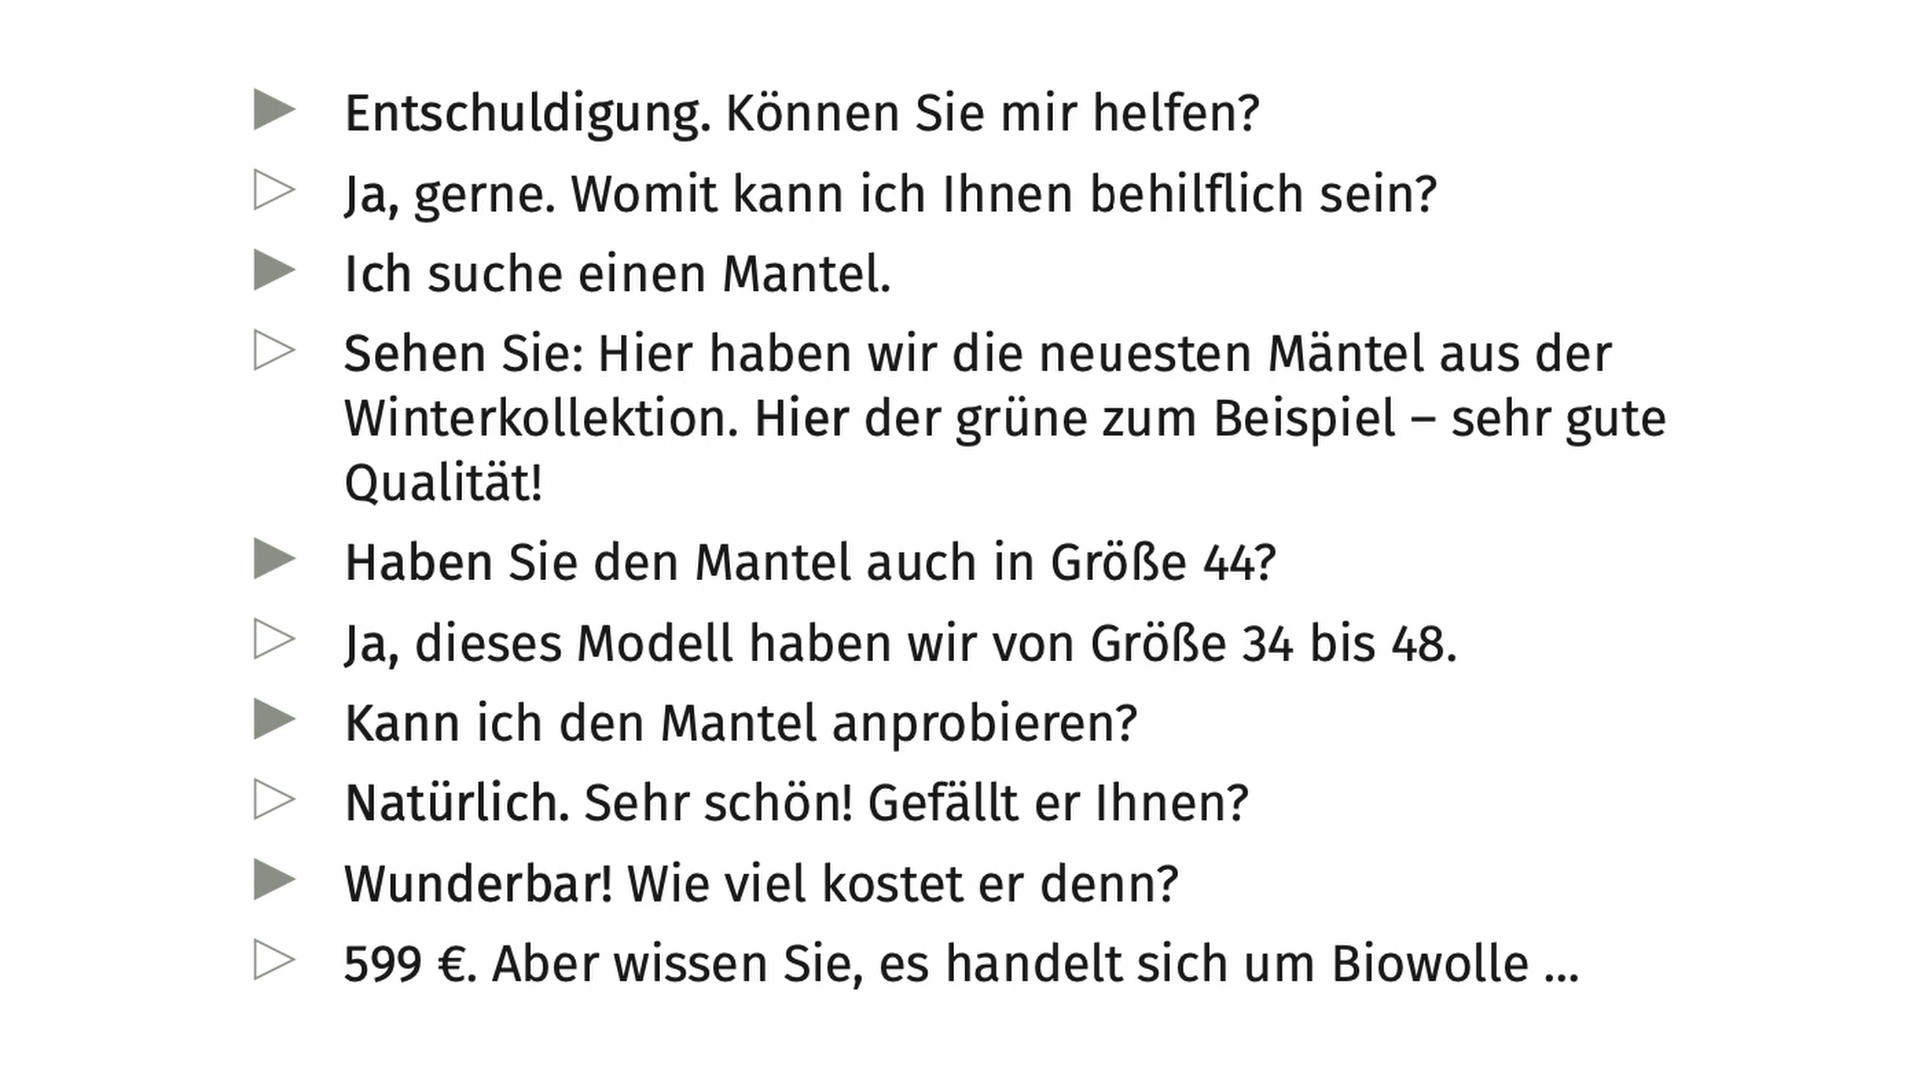 Entschuldigung. Können Sie mir helfen?
Ja, gerne. Womit kann ich Ihnen behilflich sein?
Ich suche einen Mantel.
Sehen Sie: Hier haben wir die neuesten Mäntel aus der
Winterkollektion. Hier der grüne zum Beispiel – sehr gute
Qualität!
Haben Sie den Mantel auch in Größe 44?
Ja, dieses Modell haben wir von Größe 34 bis 48.
Kann ich den Mantel anprobieren?
Natürlich. Sehr schön! Gefällt er Ihnen?
Wunderbar! Wie viel kostet er denn?
599 €. Aber wissen Sie, es handelt sich um Biowolle ...